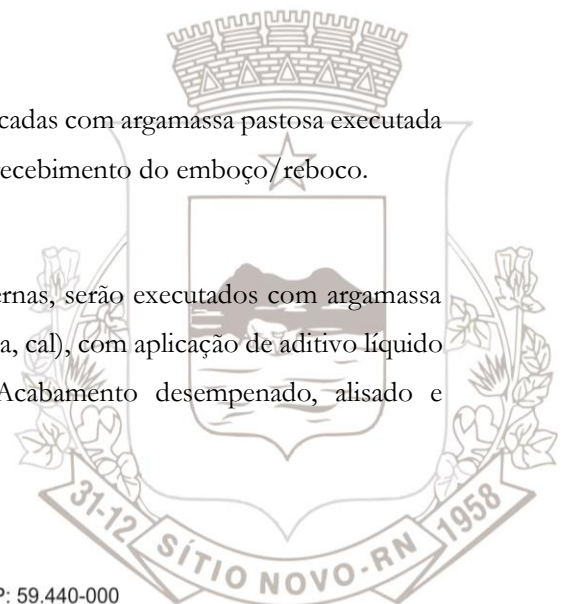 cadas com argamassa pastosa executada
recebimento do emboço/reboco.
ernas, serão executados com argamassa
a, cal), com aplicação de aditivo líquido
Acabamento desempenado, alisado e
31-12 SÍTIO NOVO-RN 1958
P: 59.440-000